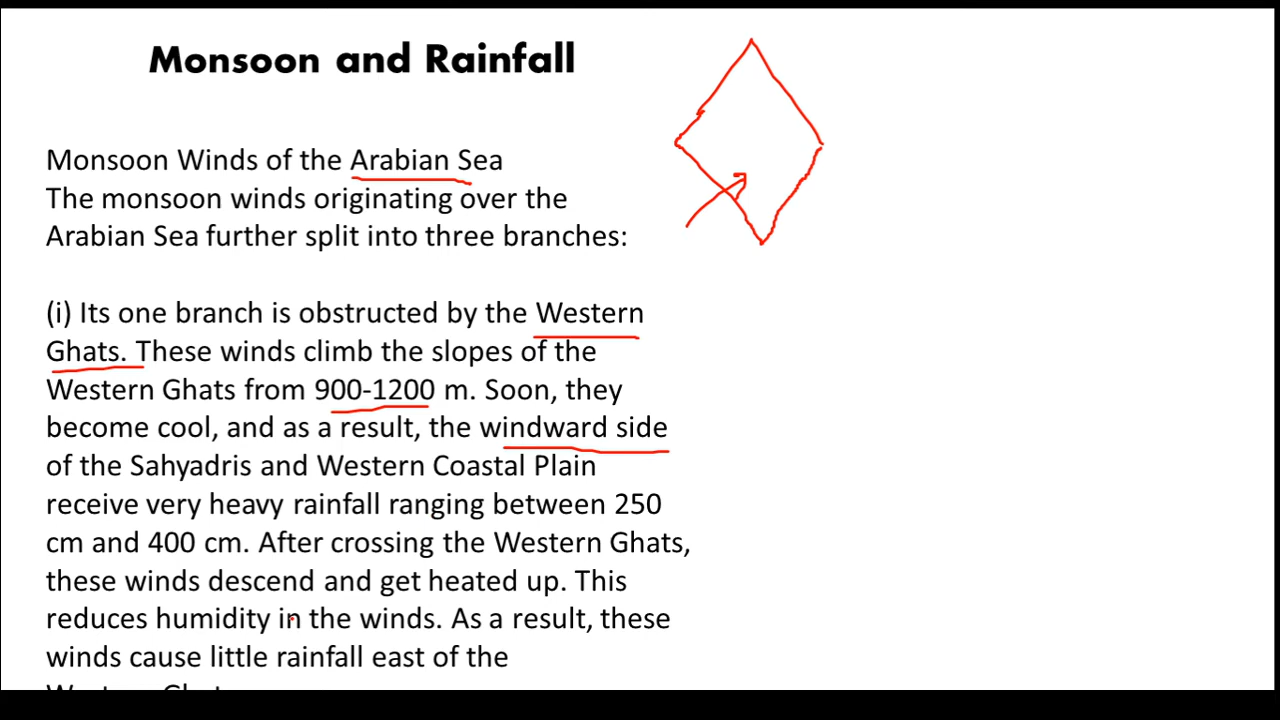 Monsoon and Rainfall
Monsoon Winds of the Arabian Sea
The monsoon winds originating over the
Arabian Sea further split into three branches:
(i) Its one branch is obstructed by the Western
Ghats. These winds climb the slopes of the
Western Ghats from 900-1200 m. Soon, they
become cool, and as a result, the windward side
of the Sahyadris and Western Coastal Plain
receive very heavy rainfall ranging between 250
cm and 400 cm. After crossing the Western Ghats,
these winds descend and get heated up. This
reduces humidity in the winds. As a result, these
winds cause little rainfall east of the